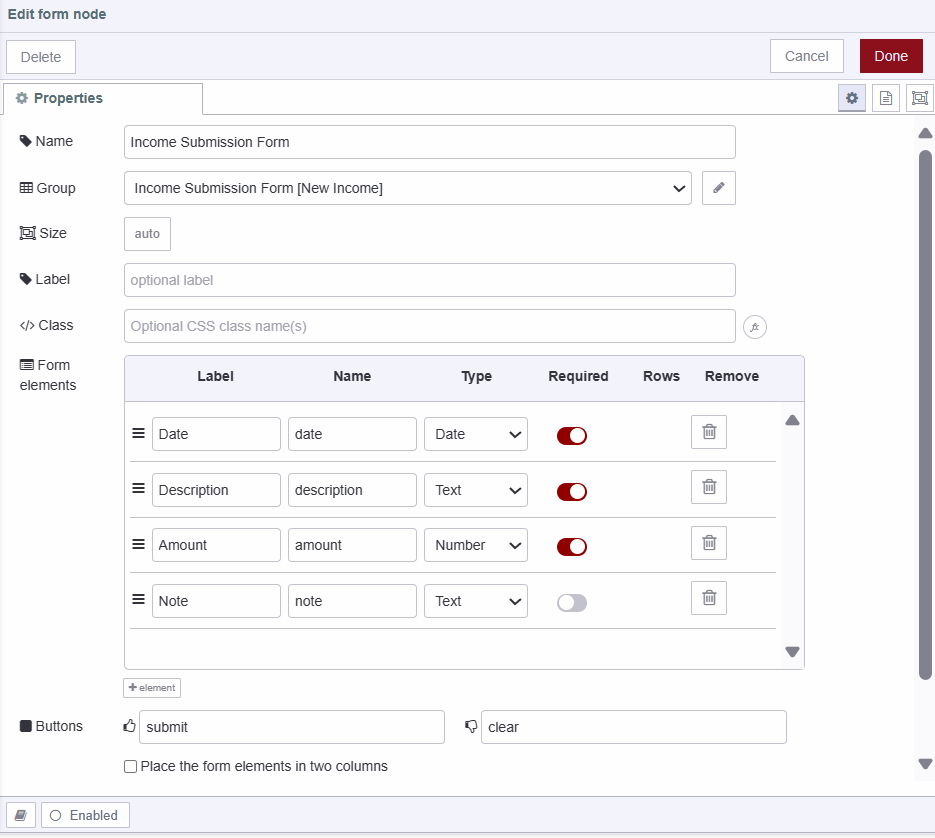 Edit form node
Delete
Cancel
Done
Properties
Name
Income Submission Form
Group
Income Submission Form [New Income]
Size
auto
Label
optional label
</> Class
Optional CSS class name(s)
fx
Form
elements
Label Name Type Required Rows Remove
Date date Date
Description description Text
Amount amount Number
Note note Text
+ element
Buttons
submit
clear
Place the form elements in two columns
Enabled